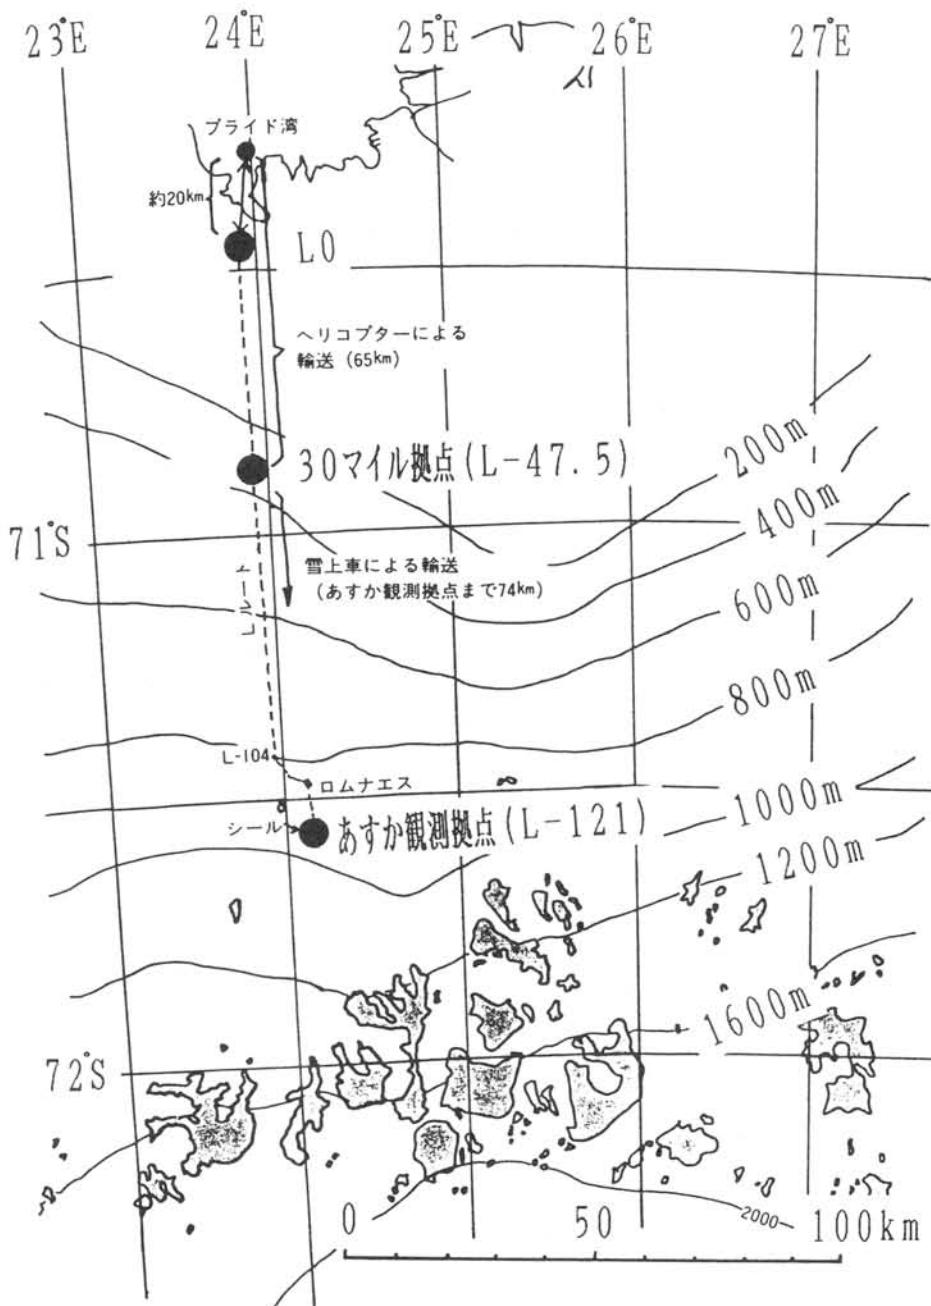 23°E
24°E
25°E
26°E
27°E
ブライド湾
約20km
L0
ヘリコプターによる
輸送 (65km)
30マイル拠点(L-47.5)
200m
400m
71°S
雪上車による輸送
(あすか観測拠点まで74km)
Lルート
600m
800m
L-104
ロムナエス
シール
あすか観測拠点(L-121)
1000m
1200m
1600m
72°S
2000
0
50
100km